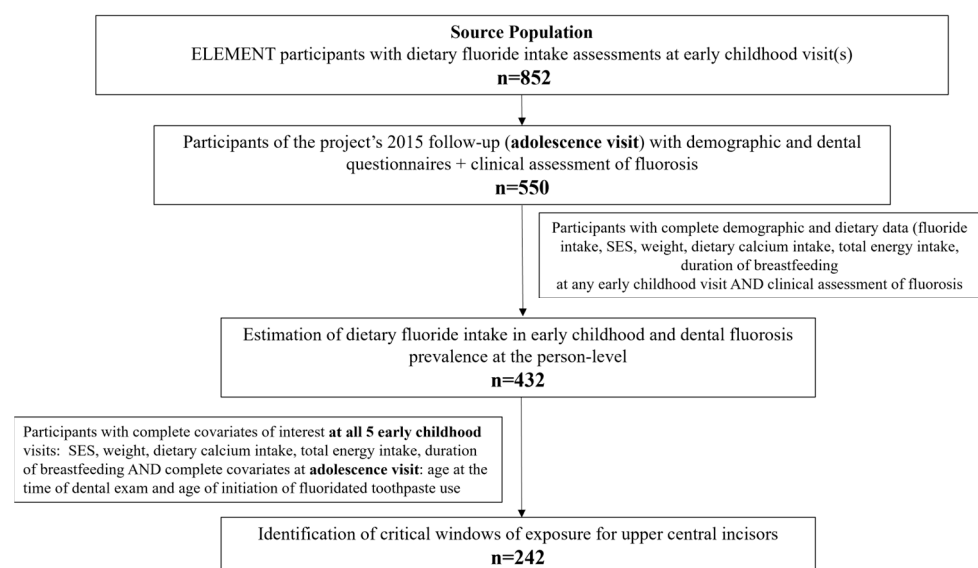 Source Population
ELEMENT participants with dietary fluoride intake assessments at early childhood visit(s)
n=852
Participants of the project's 2015 follow-up (adolescence visit) with demographic and dental
questionnaires + clinical assessment of fluorosis
n=550
Participants with complete demographic and dietary data (fluoride
intake, SES, weight, dietary calcium intake, total energy intake,
duration of breastfeeding
at any early childhood visit AND clinical assessment of fluorosis
Estimation of dietary fluoride intake in early childhood and dental fluorosis
prevalence at the person-level
n=432
Participants with complete covariates of interest at all 5 early childhood
visits: SES, weight, dietary calcium intake, total energy intake, duration
of breastfeeding AND complete covariates at adolescence visit: age at the
time of dental exam and age of initiation of fluoridated toothpaste use
Identification of critical windows of exposure for upper central incisors
n=242